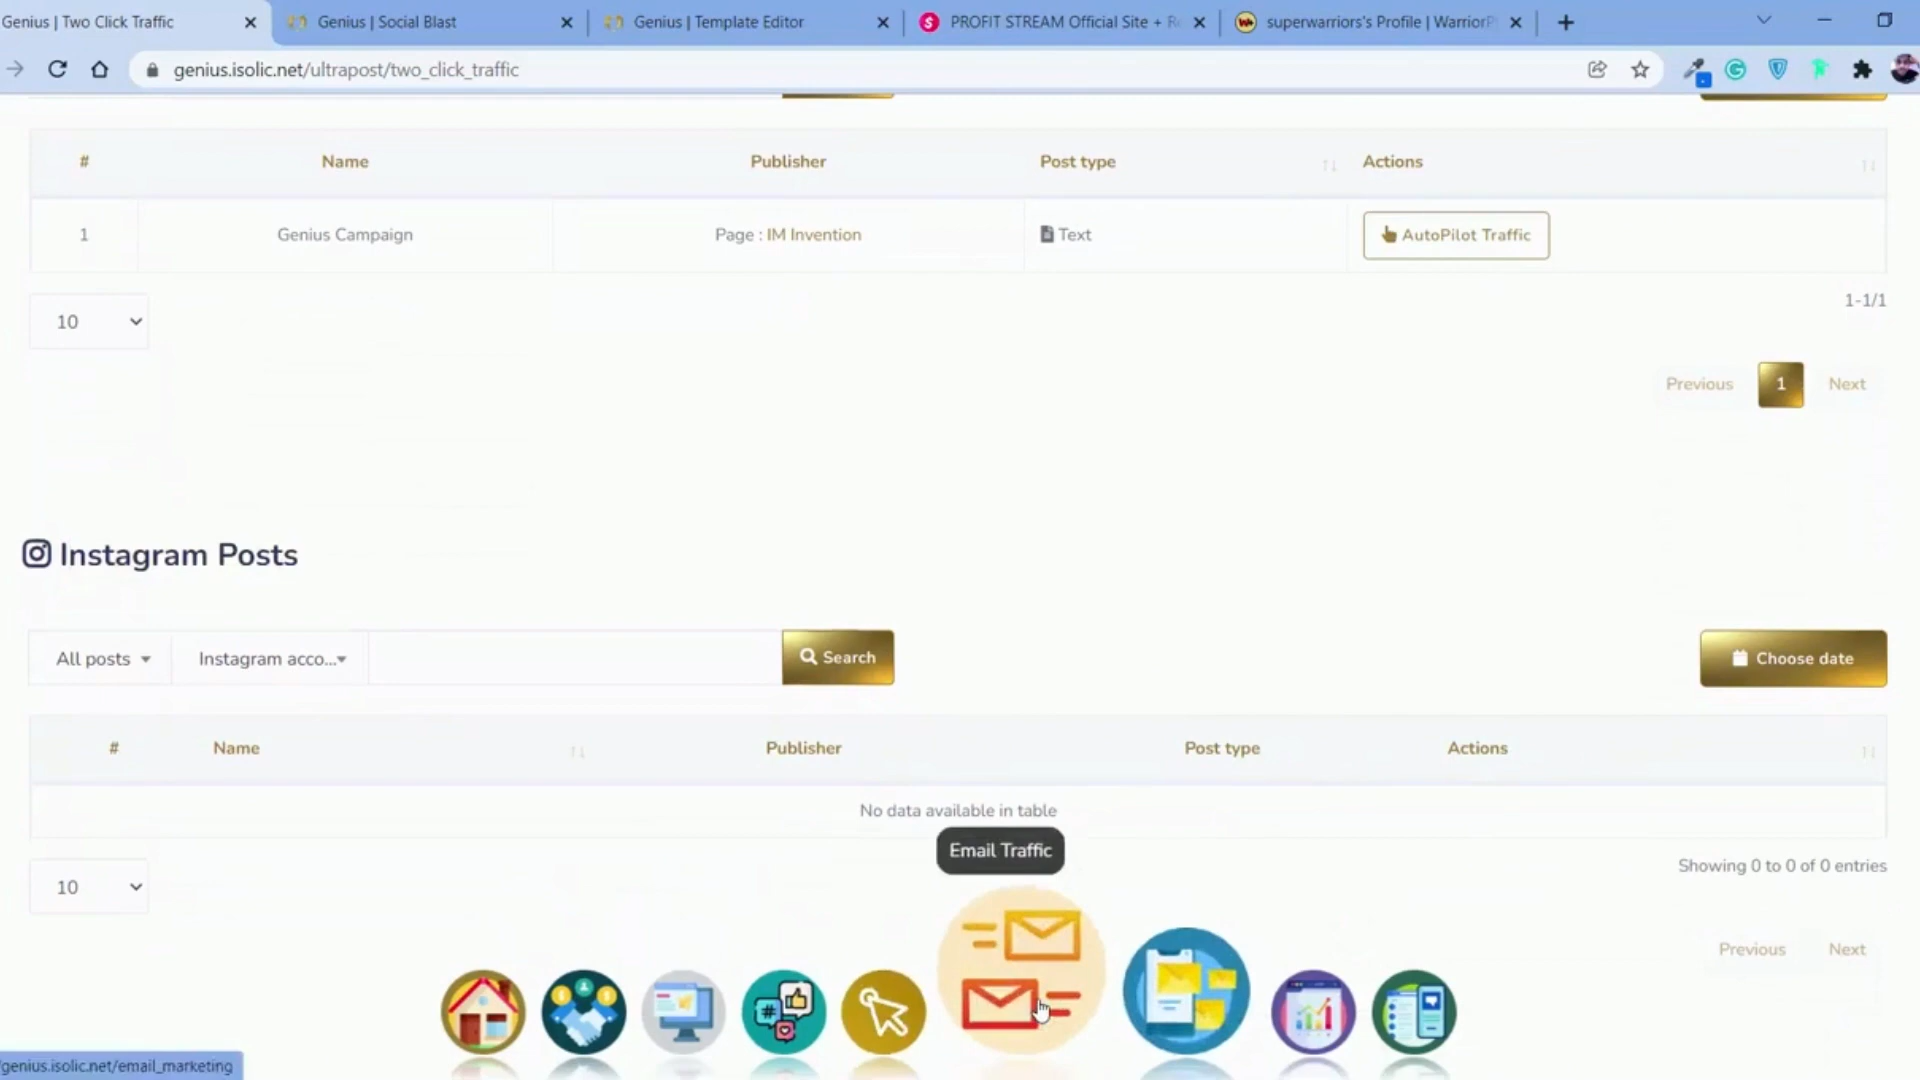 Genius | Two Click Traffic
Genius | Social Blast
Genius | Template Editor
PROFIT STREAM Official Site + R
superwarriors's Profile | WarriorP
genius.isolic.net/ultrapost/two_click_traffic
# Name Publisher Post type Actions
1 Genius Campaign Page : IM Invention Text AutoPilot Traffic
10
1-1/1
Previous 1 Next
Instagram Posts
All posts Instagram acco... Search Choose date
# Name Publisher Post type Actions
No data available in table
Email Traffic
Showing 0 to 0 of 0 entries
10
Previous Next
#
genius.isolic.net/email_marketing